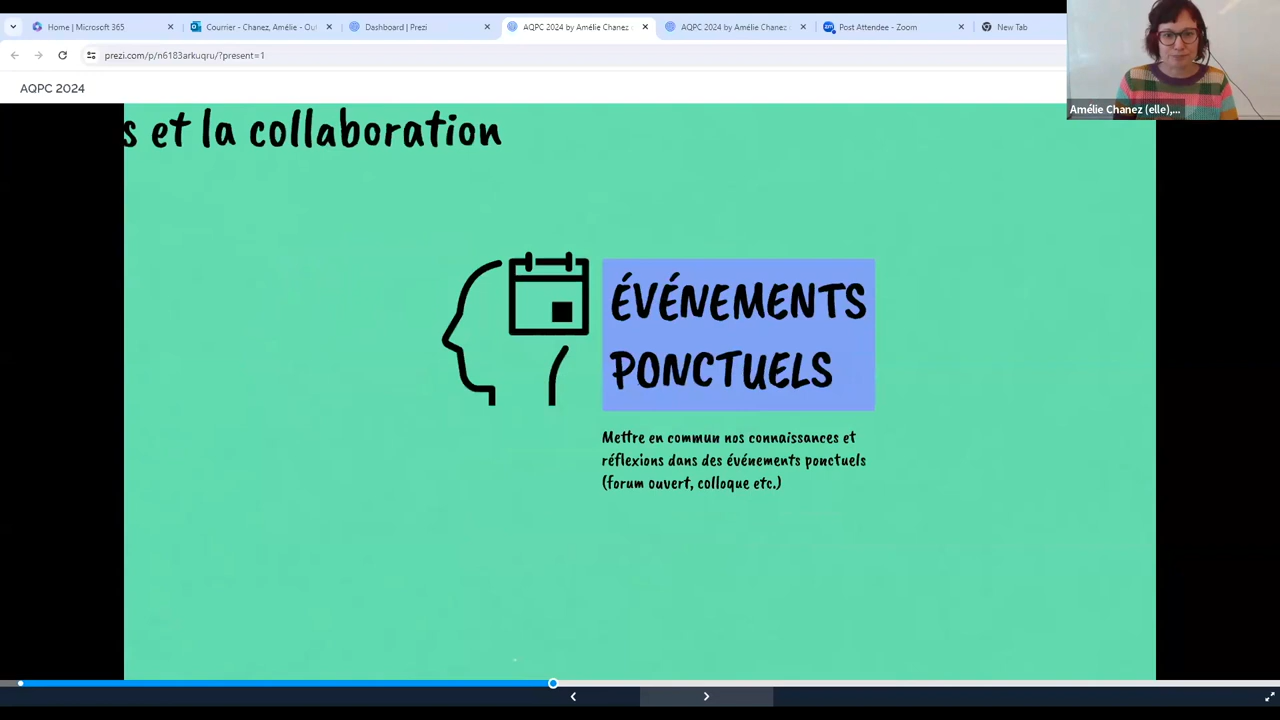 Home | Microsoft 365
Courrier - Chanez, Amélie - Out
Dashboard | Prezi
AQPC 2024 by Amélie Chanez
AQPC 2024 by Amélie Chanez
Post Attendee - Zoom
New Tab
prezi.com/p/n6183arkuqru/?present=1
Amélie Chanez (elle),...
AQPC 2024
s et la collaboration
ÉVÉNEMENTS
PONCTUELS
Mettre en commun nos connaissances et
réflexions dans des événements ponctuels
(forum ouvert, colloque etc.)